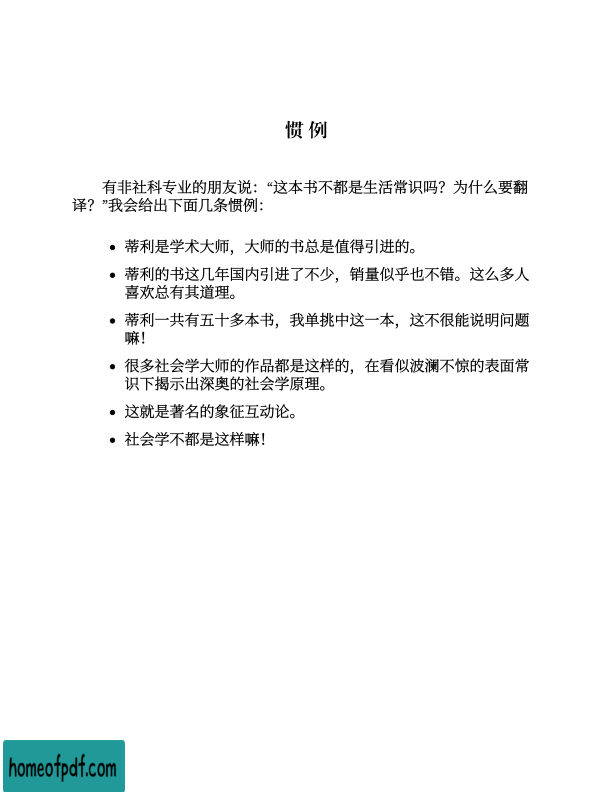 惯 例
有非社科专业的朋友说：“这本书不都是生活常识吗？为什么要翻
译？”我会给出下面几条惯例：
• 蒂利是学术大师，大师的书总是值得引进的。
• 蒂利的书这几年国内引进了不少，销量似乎也不错。这么多人
喜欢总有其道理。
• 蒂利一共有五十多本书，我单挑中这一本，这不很能说明问题
嘛！
• 很多社会学大师的作品都是这样的，在看似波澜不惊的表面常
识下揭示出深奥的社会学原理。
• 这就是著名的象征互动论。
• 社会学不都是这样嘛！
homeofpdf.com